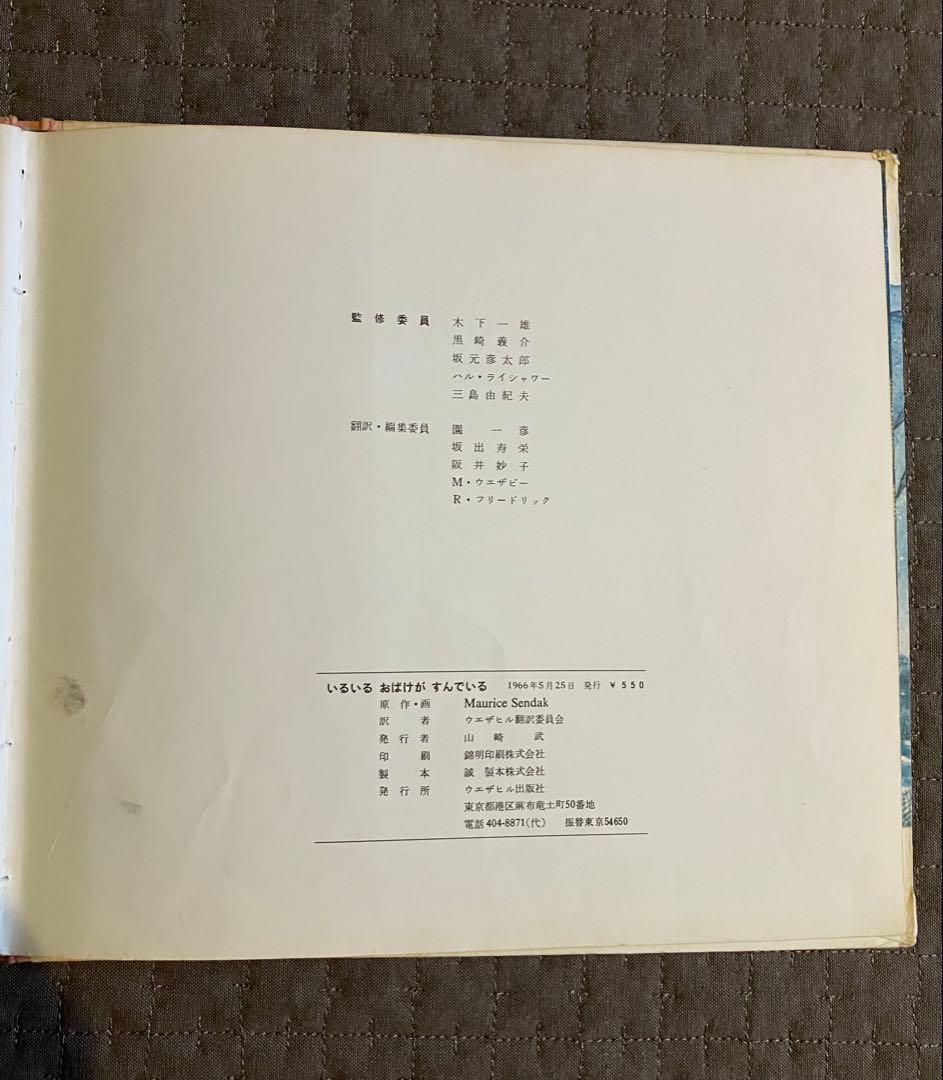 監修委員 木下一雄
黒崎義介
坂元彦太郎
ハル・ライシャワー
三島由紀夫
翻訳・編集委員 園一彦
坂出寿栄
阪井妙子
M・ウエザビー
R・フリードリック
いるいる おばけが すんでいる 1966年5月25日 発行 ¥550
原作・画 Maurice Sendak
訳者 ウエザヒル翻訳委員会
発行者 山崎武
印刷 錦明印刷株式会社
製本 誠製本株式会社
発行所 ウエザヒル出版社
東京都港区麻布竜土町50番地
電話 404-8871(代) 振替東京54650